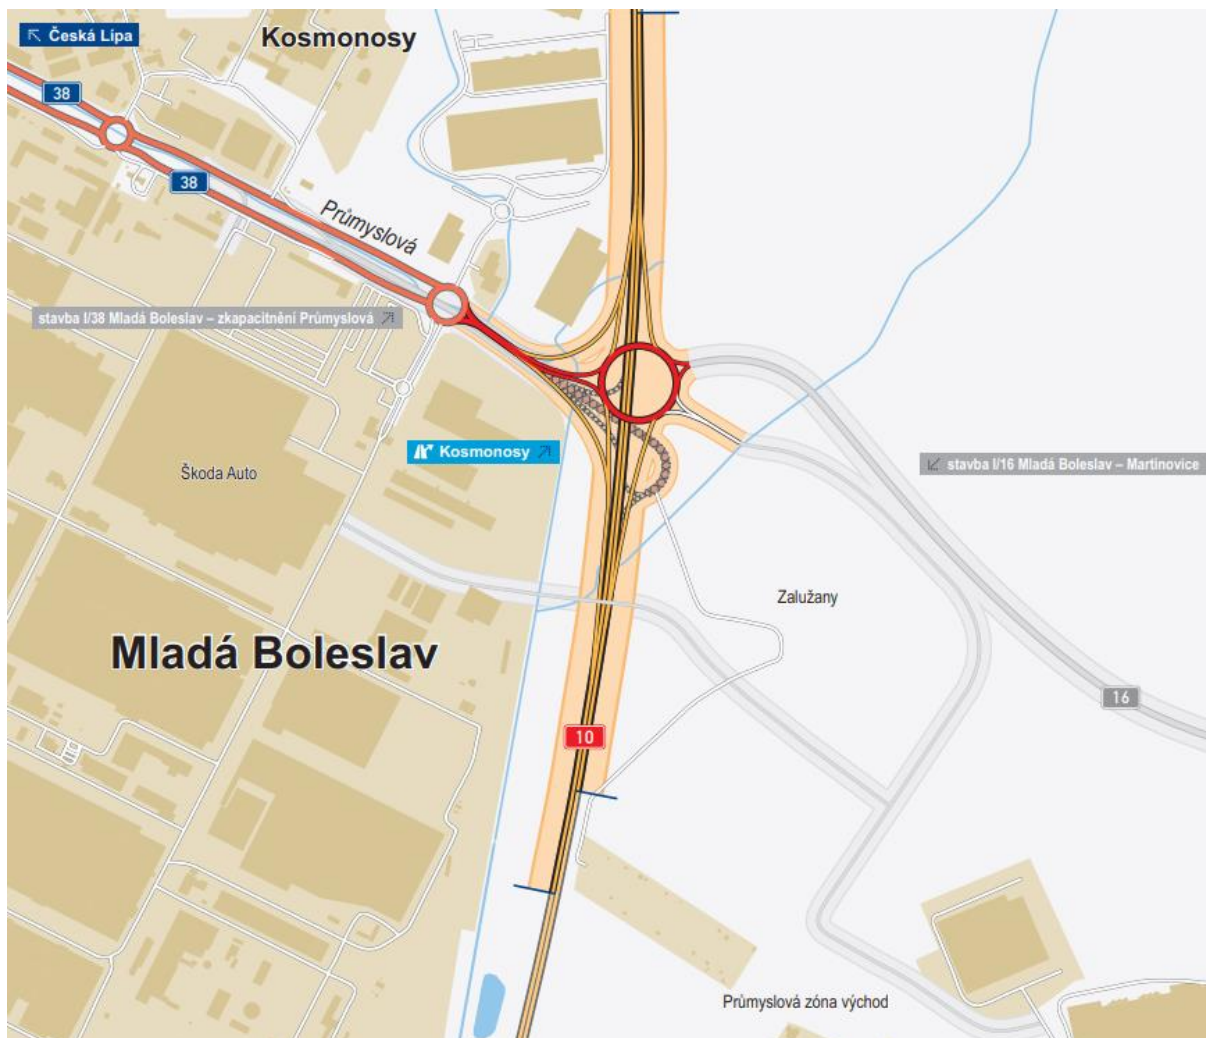 Česká Lípa
Kosmonosy
38
38
Průmyslová
stavba I/38 Mladá Boleslav – zkapacitnění Průmyslová
Kosmonosy
stavba I/16 Mladá Boleslav – Martinovice
Škoda Auto
Zalužany
Mladá Boleslav
16
10
Průmyslová zóna východ